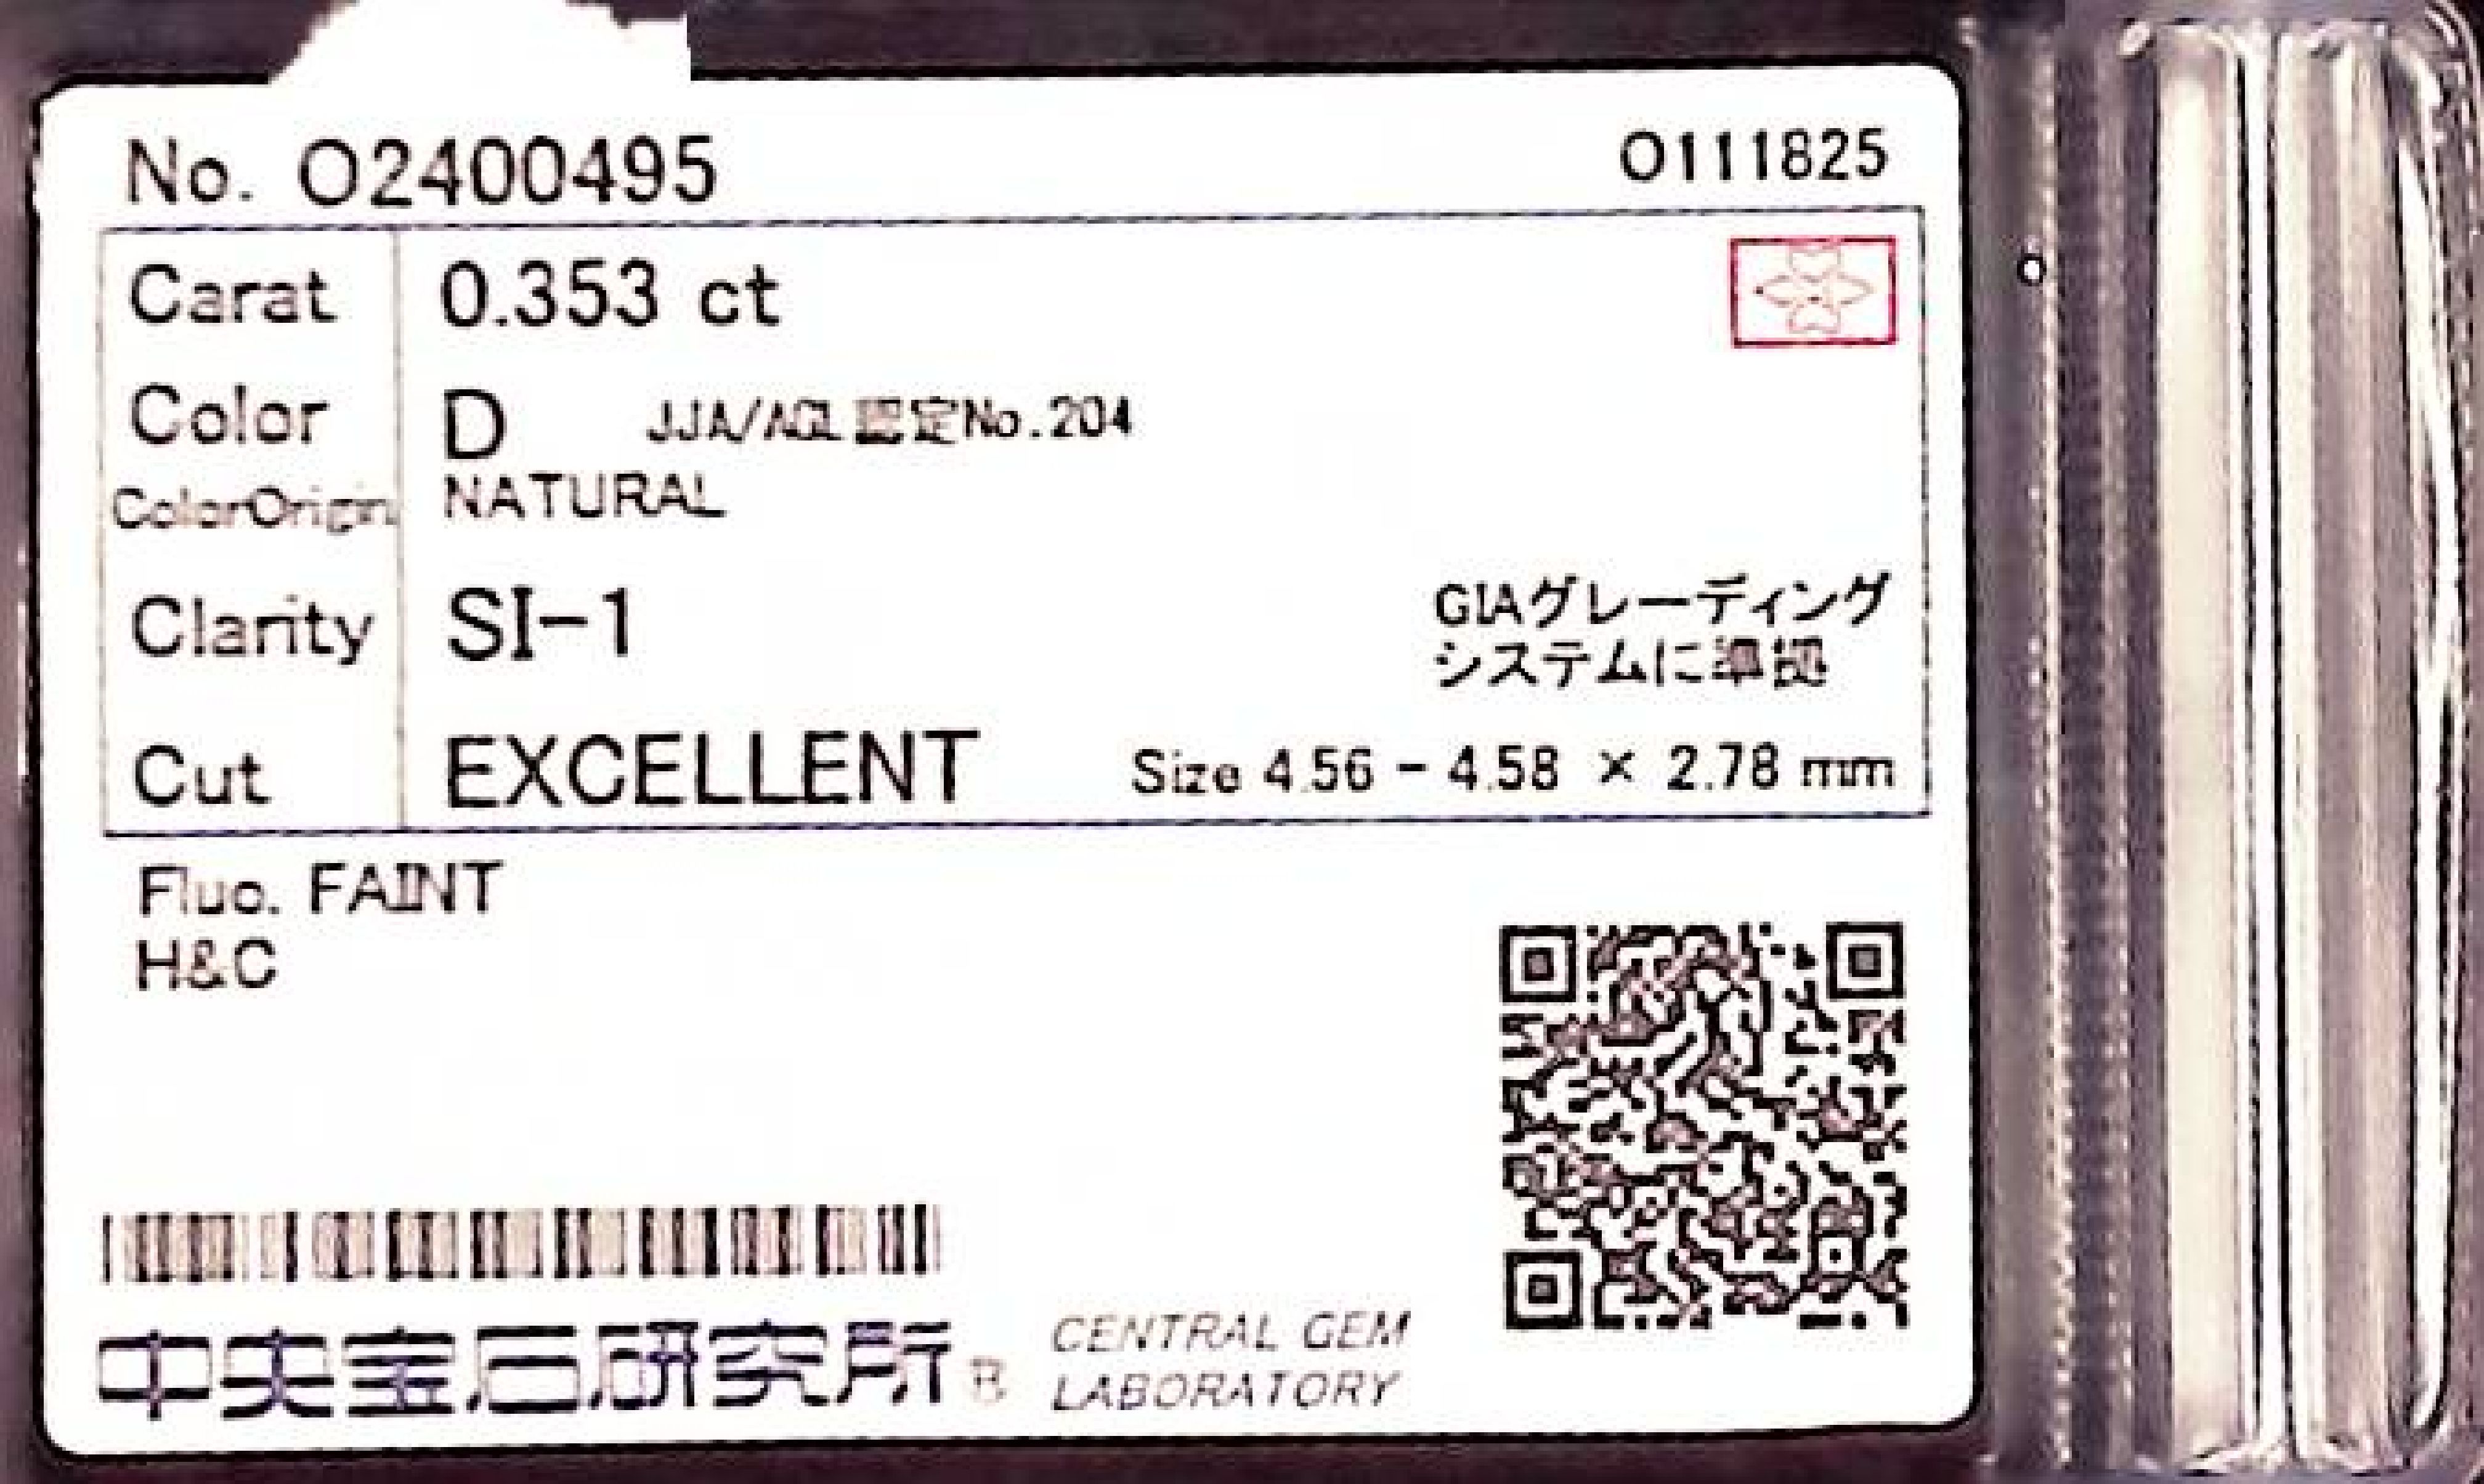 No. O2400495
O111825
Carat 0.353 ct
Color D JJA/AGL認定No.204
ColorOrigin NATURAL
Clarity SI-1
GIAグレーディング
システムに準拠
Cut EXCELLENT Size 4.56 - 4.58 × 2.78 mm
Fluo. FAINT
H&C
中央宝石研究所 ®
CENTRAL GEM
LABORATORY